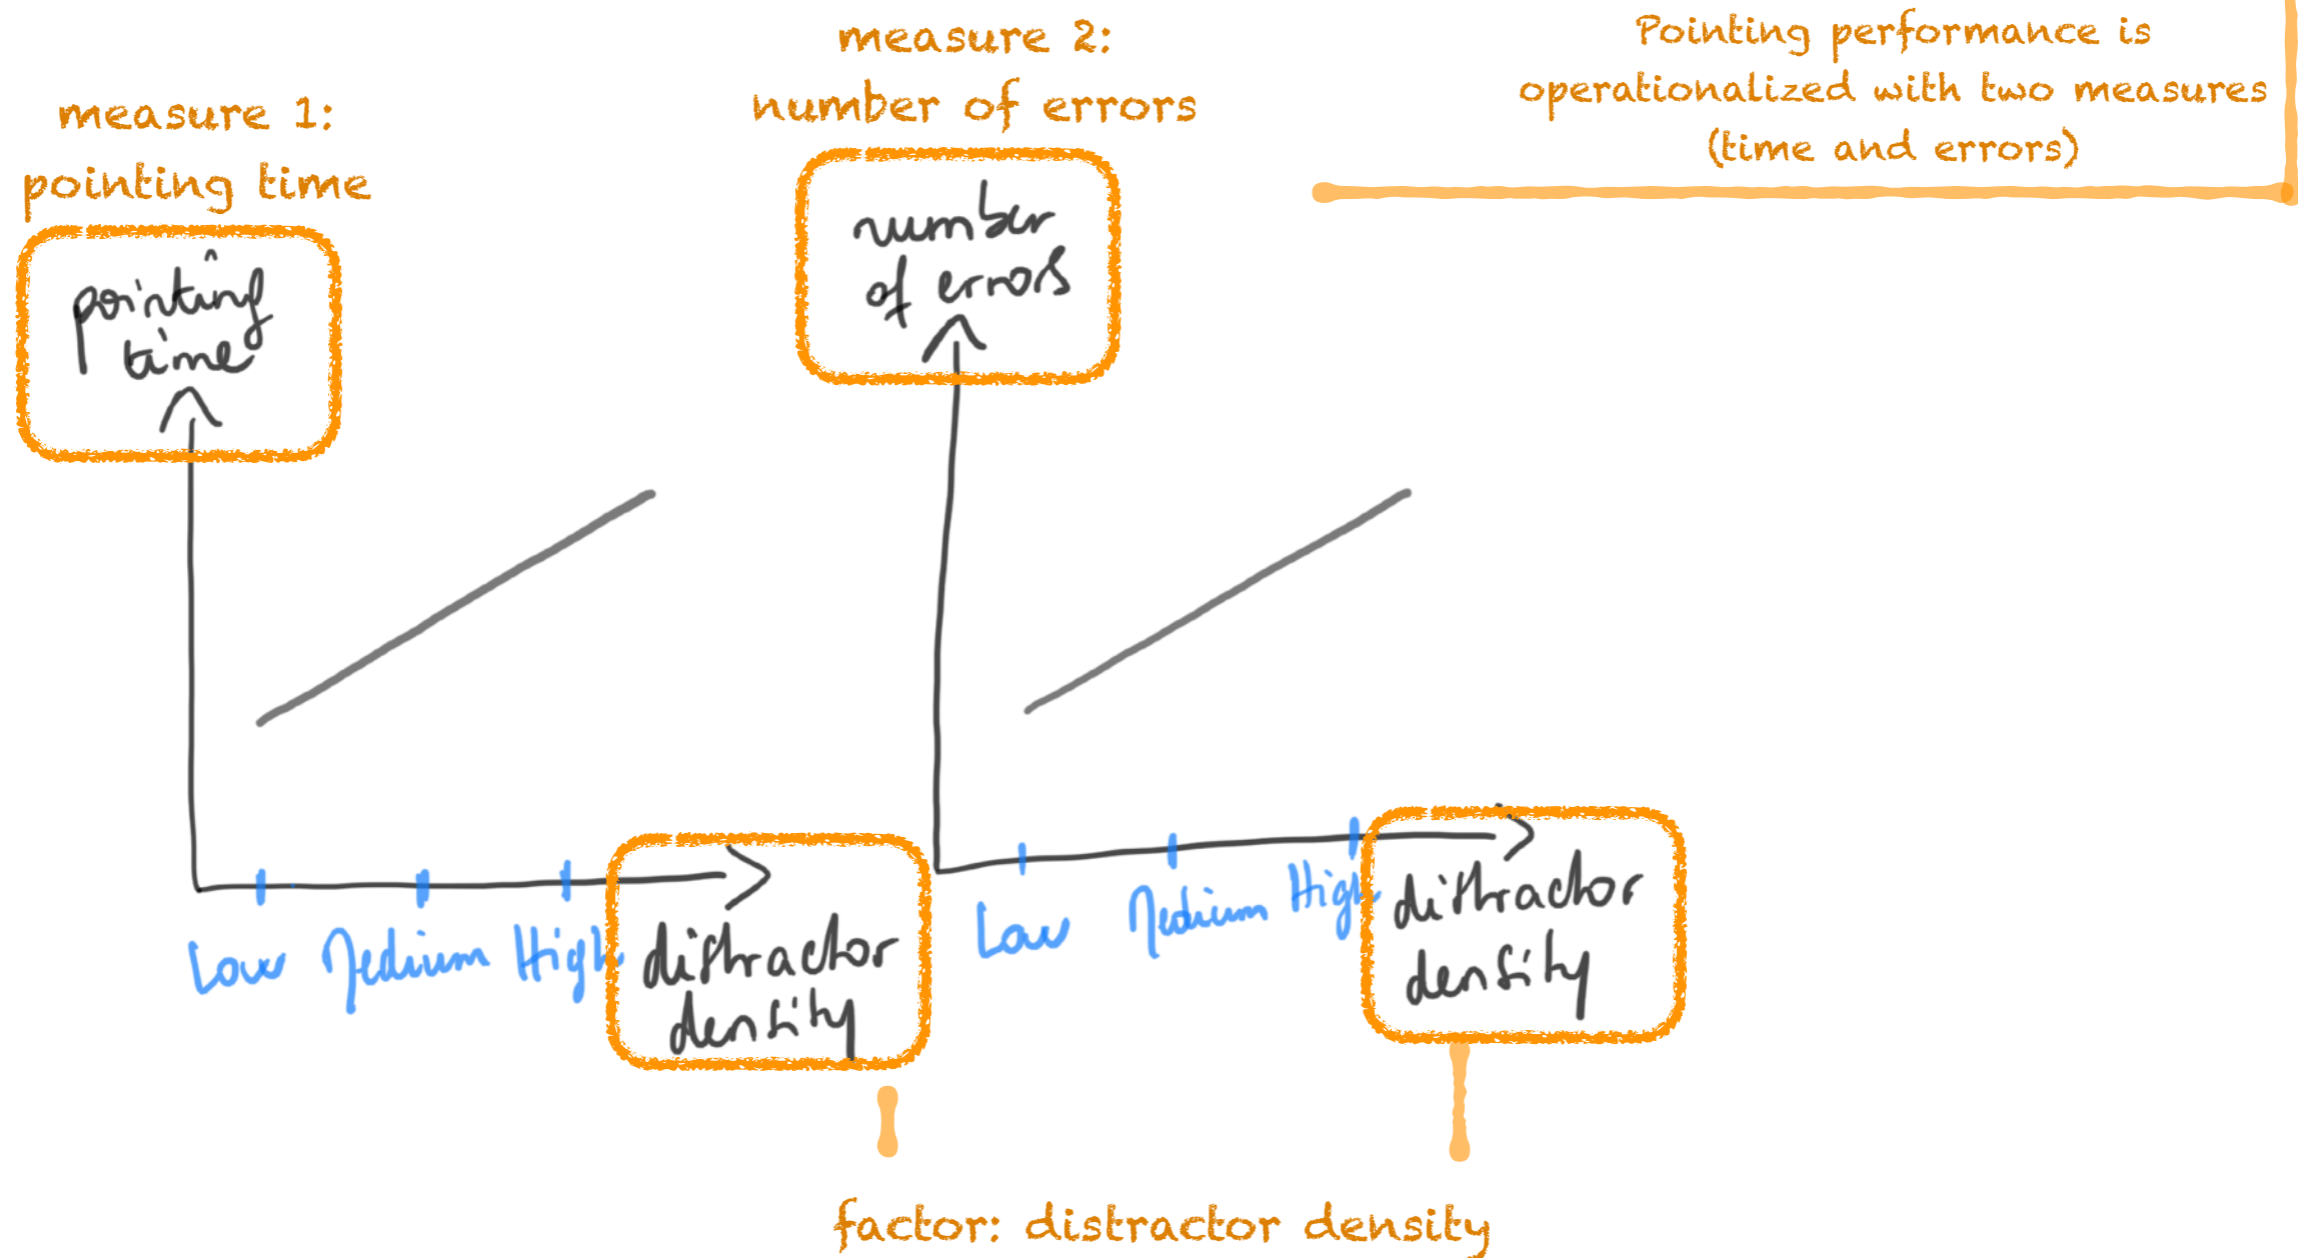 measure 1:
pointing time
pointing
time
Low Medium High
distractor
density
measure 2:
number of errors
number
of errors
Low Medium High
distractor
density
Pointing performance is
operationalized with two measures
(time and errors)
factor: distractor density